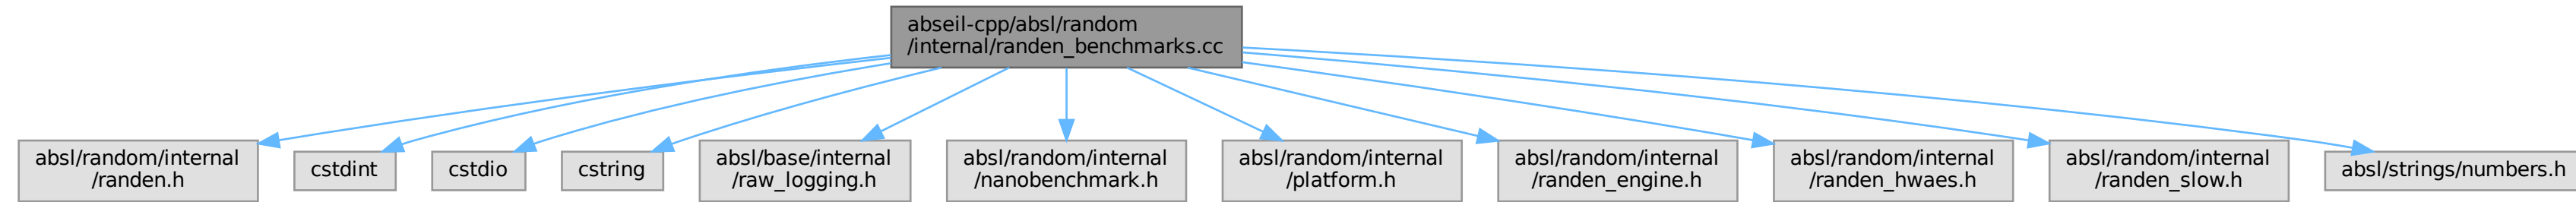 abseil-cpp/absl/random
/internal/randen_benchmarks.cc
absl/random/internal
/randen.h
cstdint
cstdio
cstring
absl/base/internal
/raw_logging.h
absl/random/internal
/nanobenchmark.h
absl/random/internal
/platform.h
absl/random/internal
/randen_engine.h
absl/random/internal
/randen_hwaes.h
absl/random/internal
/randen_slow.h
absl/strings/numbers.h